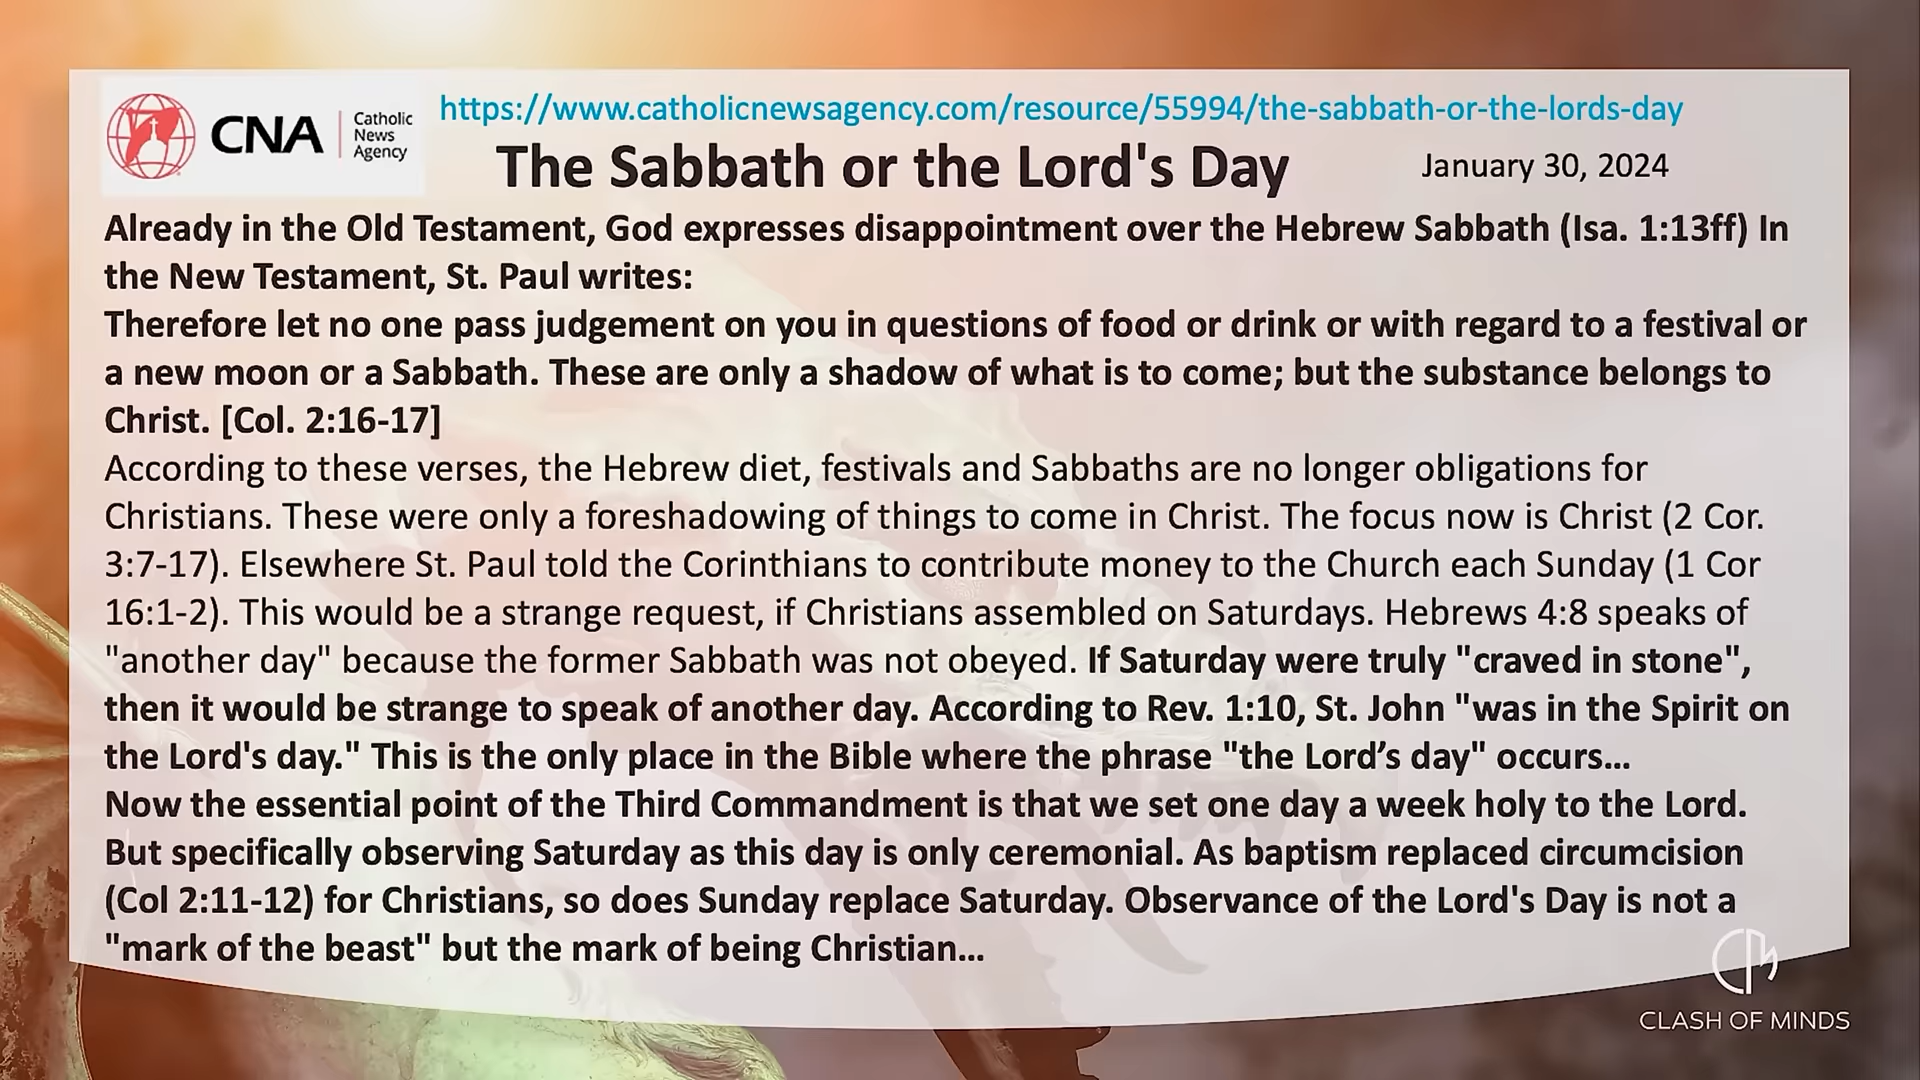 CNA
Catholic
News
Agency
https://www.catholicnewsagency.com/resource/55994/the-sabbath-or-the-lords-day
The Sabbath or the Lord's Day
January 30, 2024
Already in the Old Testament, God expresses disappointment over the Hebrew Sabbath (Isa. 1:13ff) In
the New Testament, St. Paul writes:
Therefore let no one pass judgement on you in questions of food or drink or with regard to a festival or
a new moon or a Sabbath. These are only a shadow of what is to come; but the substance belongs to
Christ. [Col. 2:16-17]
According to these verses, the Hebrew diet, festivals and Sabbaths are no longer obligations for
Christians. These were only a foreshadowing of things to come in Christ. The focus now is Christ (2 Cor.
3:7-17). Elsewhere St. Paul told the Corinthians to contribute money to the Church each Sunday (1 Cor
16:1-2). This would be a strange request, if Christians assembled on Saturdays. Hebrews 4:8 speaks of
"another day" because the former Sabbath was not obeyed. If Saturday were truly "craved in stone",
then it would be strange to speak of another day. According to Rev. 1:10, St. John "was in the Spirit on
the Lord's day." This is the only place in the Bible where the phrase "the Lord’s day" occurs...
Now the essential point of the Third Commandment is that we set one day a week holy to the Lord.
But specifically observing Saturday as this day is only ceremonial. As baptism replaced circumcision
(Col 2:11-12) for Christians, so does Sunday replace Saturday. Observance of the Lord's Day is not a
"mark of the beast" but the mark of being Christian...
CLASH OF MINDS